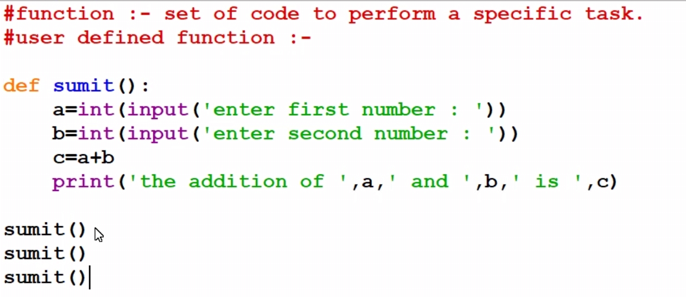 #function :- set of code to perform a specific task.
#user defined function :-
def sumit():
a=int(input('enter first number : '))
b=int(input('enter second number : '))
c=a+b
print('the addition of ',a,' and ',b,' is ',c)
sumit()
sumit()
sumit()